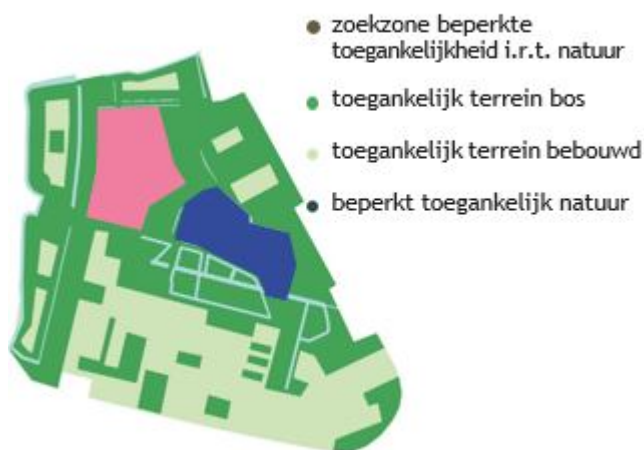 zoekzone beperkte
toegankelijkheid i.r.t. natuur
toegankelijk terrein bos
toegankelijk terrein bebouwd
beperkt toegankelijk natuur